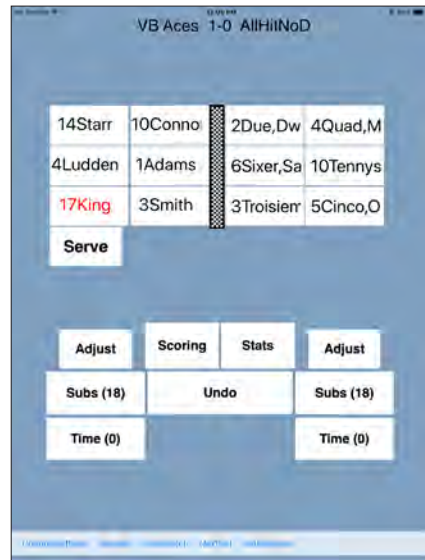 VB Aces 1-0 AllHitNoD
14Starr 10Conno 2Due,Dw 4Quad,M
4Ludden 1Adams 6Sixer,Sa 10Tennys
17King 3Smith 3Troisiem 5Cinco,O
Serve
Adjust Scoring Stats Adjust
Subs (18) Undo Subs (18)
Time (0) Time (0)